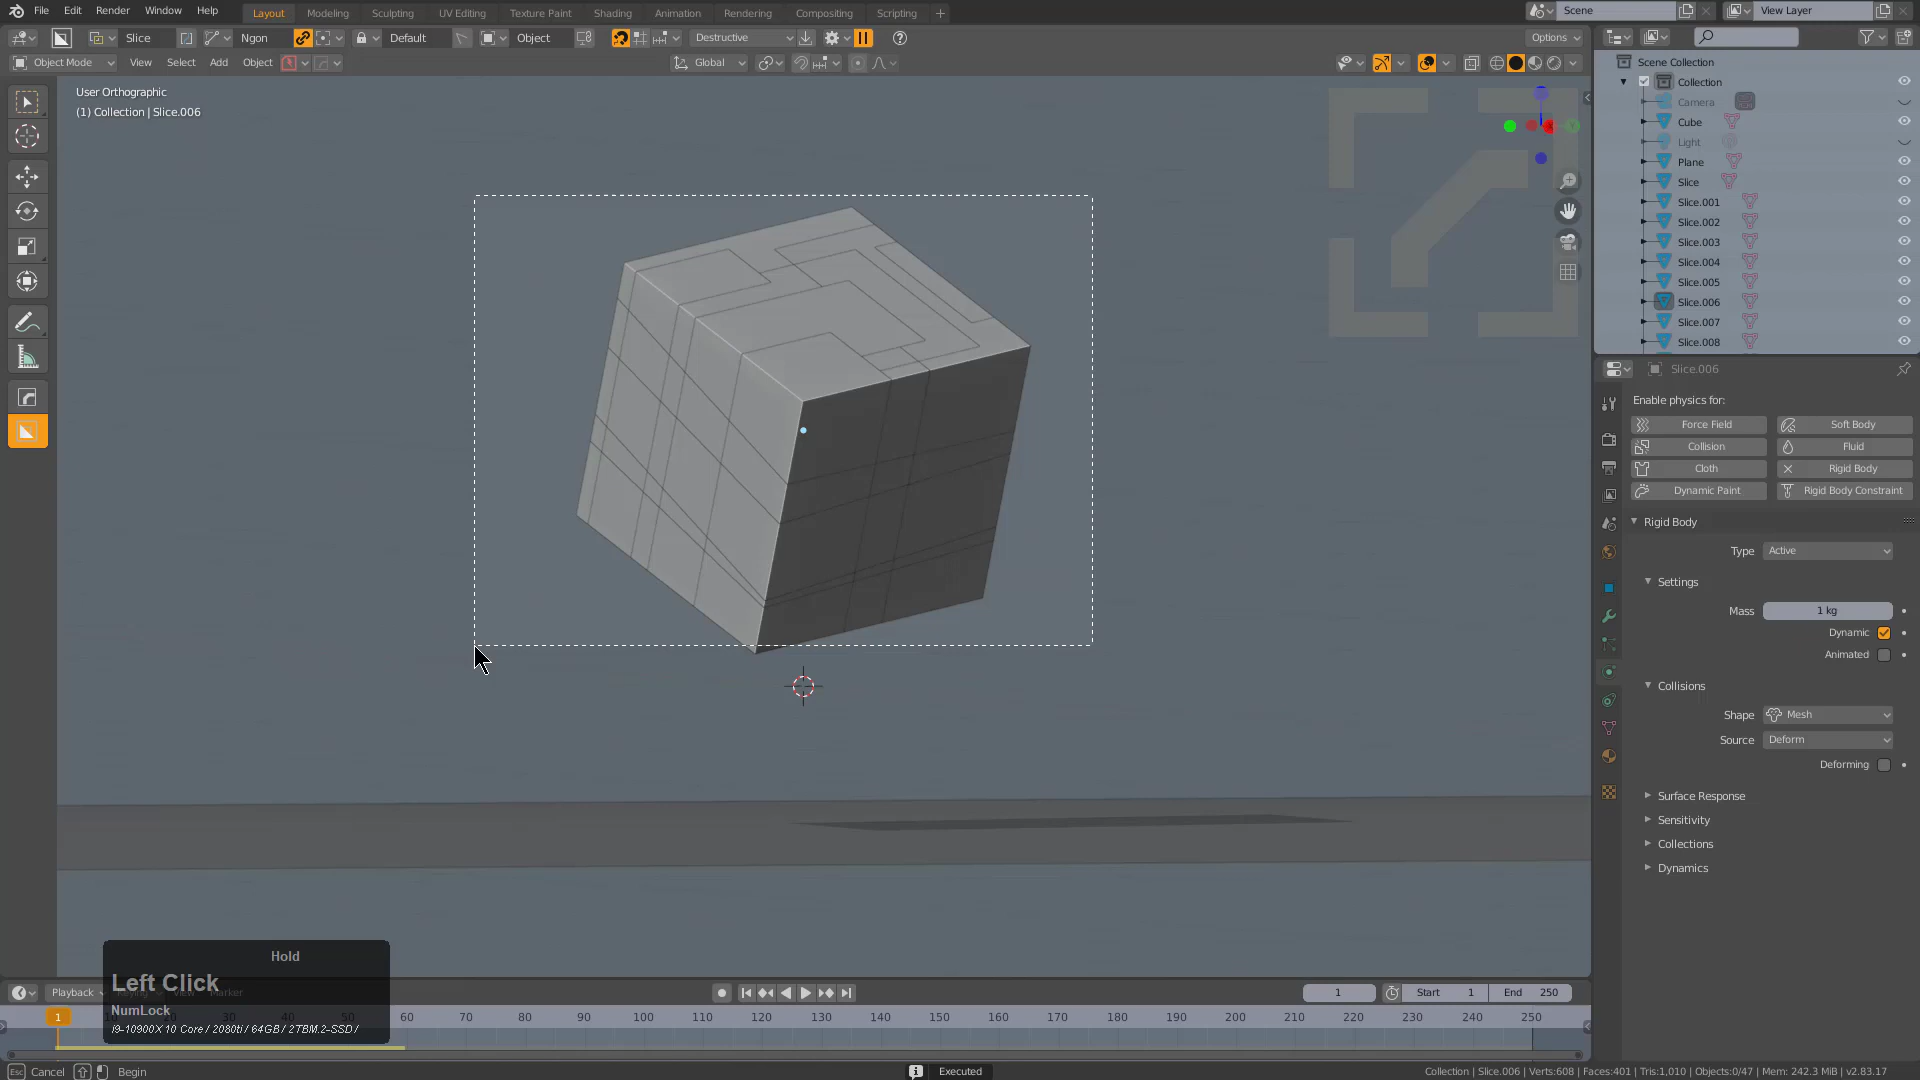 File Edit Render Window Help
Layout Modeling Sculpting UV Editing Texture Paint Shading Animation Rendering Compositing Scripting +
Scene View Layer
Slice Ngon Default Object Destructive Options
Object Mode View Select Add Object Global
User Orthographic
(1) Collection | Slice.006
Scene Collection
Collection
Camera
Cube
Light
Plane
Slice
Slice.001
Slice.002
Slice.003
Slice.004
Slice.005
Slice.006
Slice.007
Slice.008
Slice.006
Enable physics for:
Force Field Soft Body
Collision Fluid
Cloth Rigid Body
Dynamic Paint Rigid Body Constraint
Rigid Body
Type Active
Settings
Mass 1 kg
Dynamic
Animated
Collisions
Shape Mesh
Source Deform
Deforming
Surface Response
Sensitivity
Collections
Dynamics
Hold
Left Click
NumLock
i9-10900X 10 Core / 2080ti / 64GB / 2TBM.2-SSD /
Playback Marker 1 Start 1 End 250
1 60 70 80 90 100 110 120 130 140 150 160 170 180 190 200 210 220 230 240 250
Esc Cancel Begin Executed Collection | Slice.006 | Verts:608 | Faces:401 | Tris:1,010 | Objects:0/47 | Mem: 242.3 MiB | v2.83.17